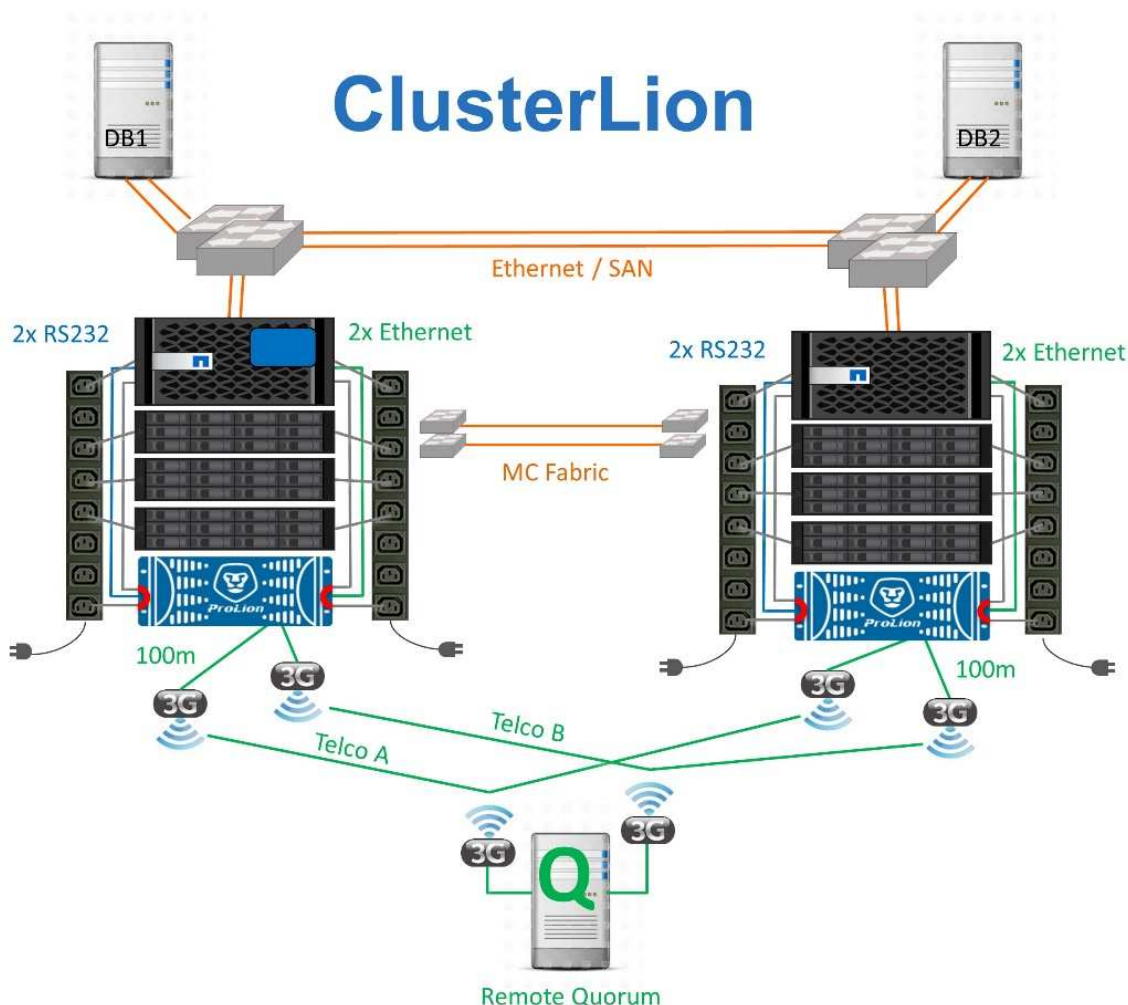 ClusterLion
DB1
DB2
Ethernet / SAN
2x RS232
2x Ethernet
2x RS232
2x Ethernet
MC Fabric
ProLion
ProLion
100m
100m
3G
3G
3G
3G
Telco A
Telco B
3G
3G
Q
Remote Quorum